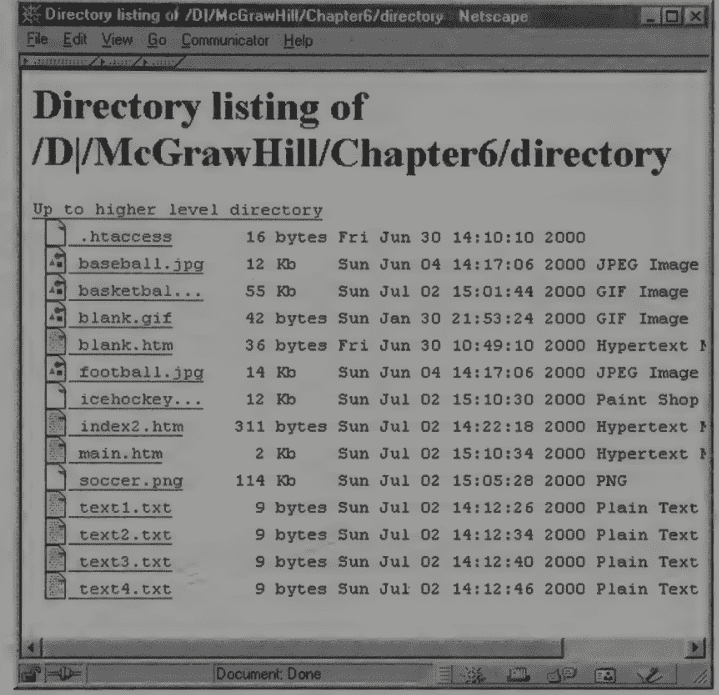 Directory listing of /D|/McGrawHill/Chapter6/directory Netscape
File Edit View Go Communicator Help
Directory listing of
/D|/McGrawHill/Chapter6/directory
Up to higher level directory
.htaccess 16 bytes Fri Jun 30 14:10:10 2000
baseball.jpg 12 Kb Sun Jun 04 14:17:06 2000 JPEG Image
basketbal... 55 Kb Sun Jul 02 15:01:44 2000 GIF Image
blank.gif 42 bytes Sun Jan 30 21:53:24 2000 GIF Image
blank.htm 36 bytes Fri Jun 30 10:49:10 2000 Hypertext
football.jpg 14 Kb Sun Jun 04 14:17:06 2000 JPEG Image
icehockey... 12 Kb Sun Jul 02 15:10:30 2000 Paint Shop
index2.htm 311 bytes Sun Jul 02 14:22:18 2000 Hypertext
main.htm 2 Kb Sun Jul 02 15:10:34 2000 Hypertext
soccer.png 114 Kb Sun Jul 02 15:05:28 2000 PNG
text1.txt 9 bytes Sun Jul 02 14:12:26 2000 Plain Text
text2.txt 9 bytes Sun Jul 02 14:12:34 2000 Plain Text
text3.txt 9 bytes Sun Jul 02 14:12:40 2000 Plain Text
text4.txt 9 bytes Sun Jul 02 14:12:46 2000 Plain Text
Document: Done